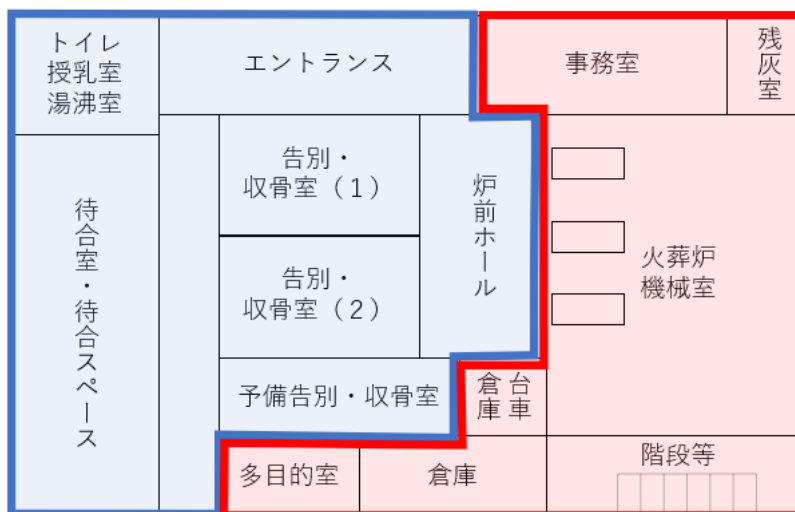 トイレ
授乳室
湯沸室
エントランス
事務室
残灰室
告別・
収骨室（１）
炉前ホール
待合室・待合スペース
告別・
収骨室（２）
火葬炉
機械室
予備告別・収骨室
台車
倉庫
多目的室
倉庫
階段等